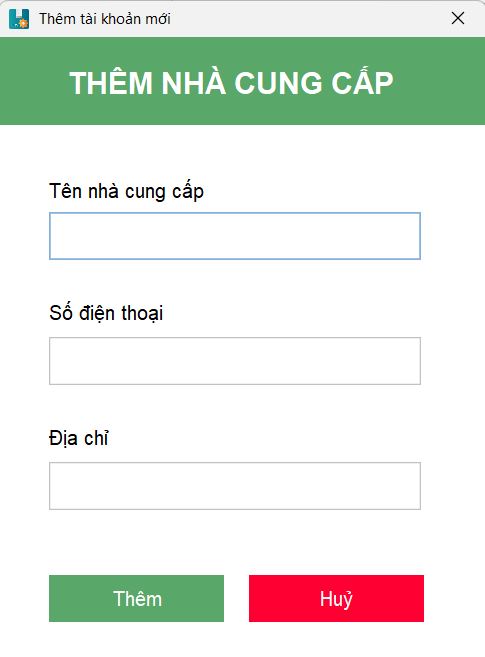 Thêm tài khoản mới
THÊM NHÀ CUNG CẤP
Tên nhà cung cấp
Số điện thoại
Địa chỉ
Thêm
Huỷ